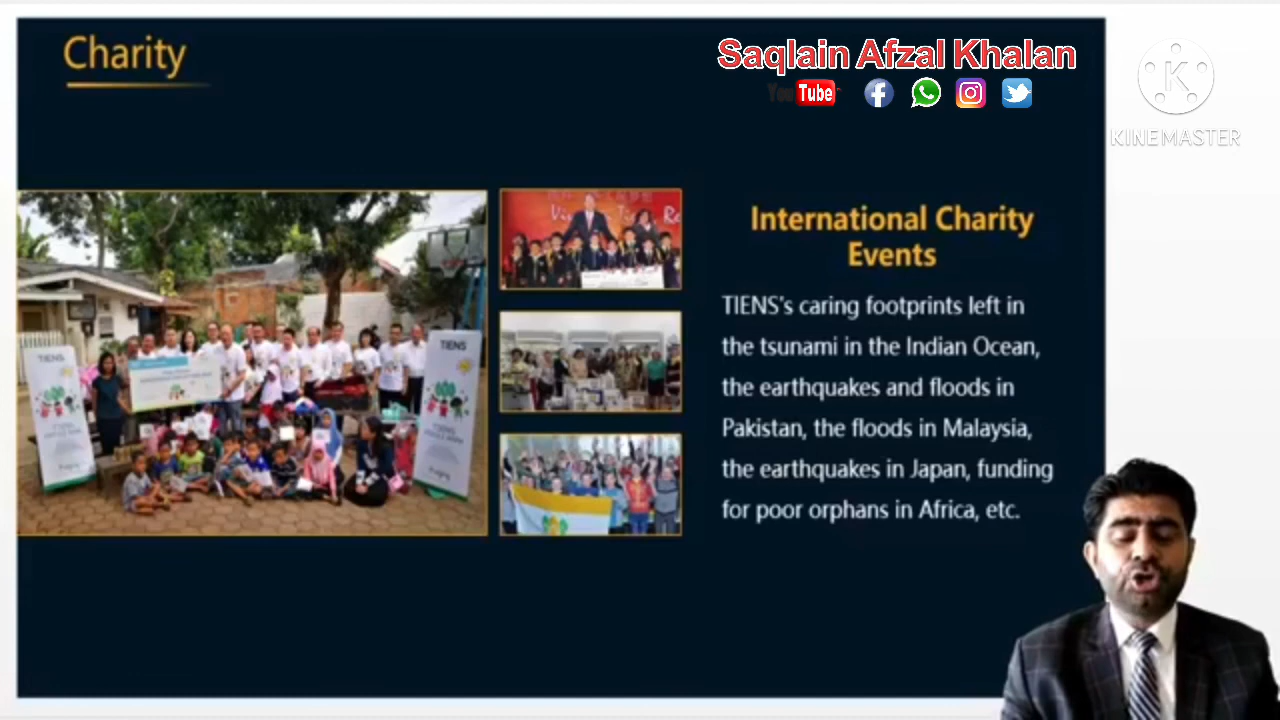 Charity
Saqlain Afzal Khalan
YouTube
KINEMASTER
International Charity
Events
TIENS's caring footprints left in
the tsunami in the Indian Ocean,
the earthquakes and floods in
Pakistan, the floods in Malaysia,
the earthquakes in Japan, funding
for poor orphans in Africa, etc.
TIENS
TIENS